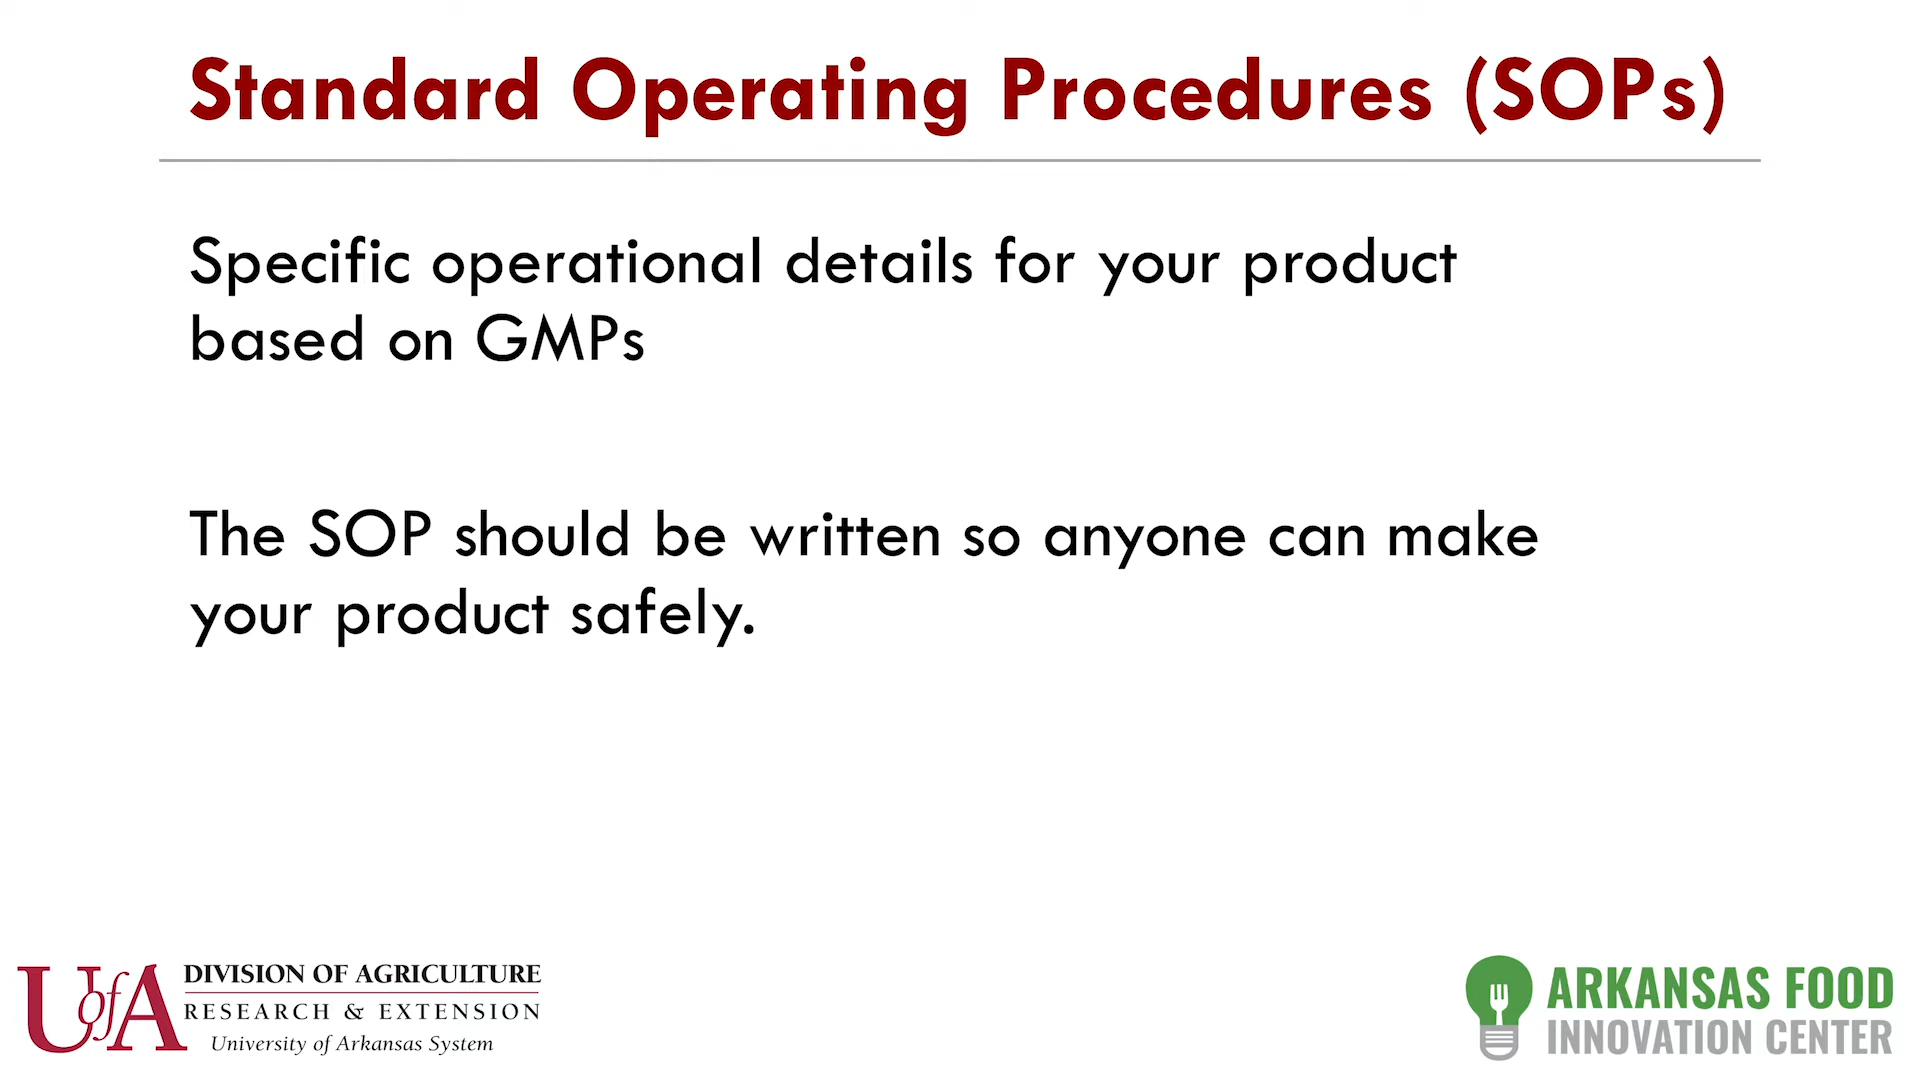 Standard Operating Procedures (SOPs)
Specific operational details for your product
based on GMPs
The SOP should be written so anyone can make
your product safely.
UofA
DIVISION OF AGRICULTURE
RESEARCH & EXTENSION
University of Arkansas System
ARKANSAS FOOD
INNOVATION CENTER